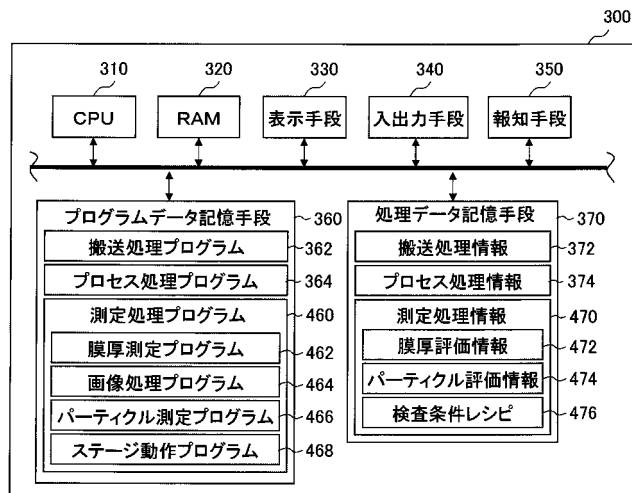 300
310
320
330
340
350
CPU
RAM
表示手段
入出力手段
報知手段
プログラムデータ記憶手段
360
搬送処理プログラム
362
プロセス処理プログラム
364
測定処理プログラム
460
膜厚測定プログラム
462
画像処理プログラム
464
パーティクル測定プログラム
466
ステージ動作プログラム
468
処理データ記憶手段
370
搬送処理情報
372
プロセス処理情報
374
測定処理情報
470
膜厚評価情報
472
パーティクル評価情報
474
検査条件レシピ
476